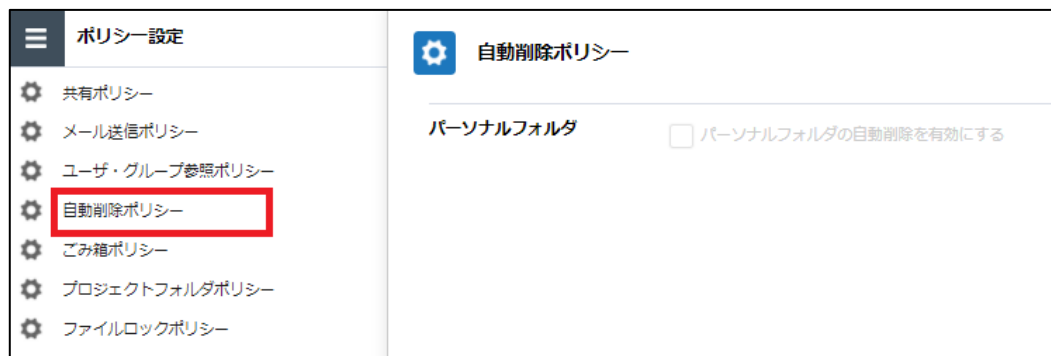 ポリシー設定
共有ポリシー
メール送信ポリシー
ユーザ・グループ参照ポリシー
自動削除ポリシー
ごみ箱ポリシー
プロジェクトフォルダポリシー
ファイルロックポリシー
自動削除ポリシー
パーソナルフォルダ
パーソナルフォルダの自動削除を有効にする